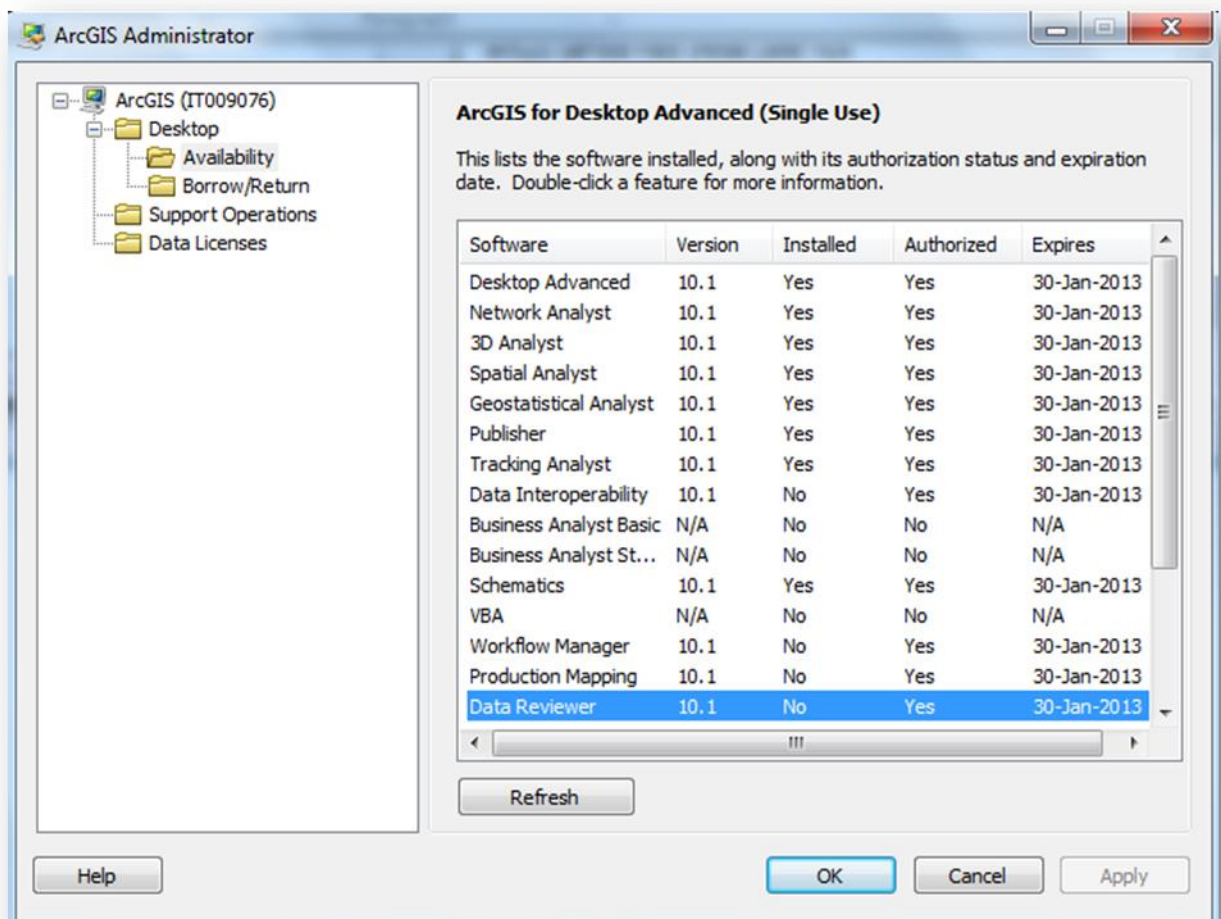 ArcGIS Administrator
ArcGIS (IT009076)
Desktop
Availability
Borrow/Return
Support Operations
Data Licenses
ArcGIS for Desktop Advanced (Single Use)
This lists the software installed, along with its authorization status and expiration
date. Double-click a feature for more information.
Software Version Installed Authorized Expires
Desktop Advanced 10.1 Yes Yes 30-Jan-2013
Network Analyst 10.1 Yes Yes 30-Jan-2013
3D Analyst 10.1 Yes Yes 30-Jan-2013
Spatial Analyst 10.1 Yes Yes 30-Jan-2013
Geostatistical Analyst 10.1 Yes Yes 30-Jan-2013
Publisher 10.1 Yes Yes 30-Jan-2013
Tracking Analyst 10.1 Yes Yes 30-Jan-2013
Data Interoperability 10.1 No Yes 30-Jan-2013
Business Analyst Basic N/A No No N/A
Business Analyst St... N/A No No N/A
Schematics 10.1 Yes Yes 30-Jan-2013
VBA N/A No No N/A
Workflow Manager 10.1 No Yes 30-Jan-2013
Production Mapping 10.1 No Yes 30-Jan-2013
Data Reviewer 10.1 No Yes 30-Jan-2013
Refresh
Help OK Cancel Apply